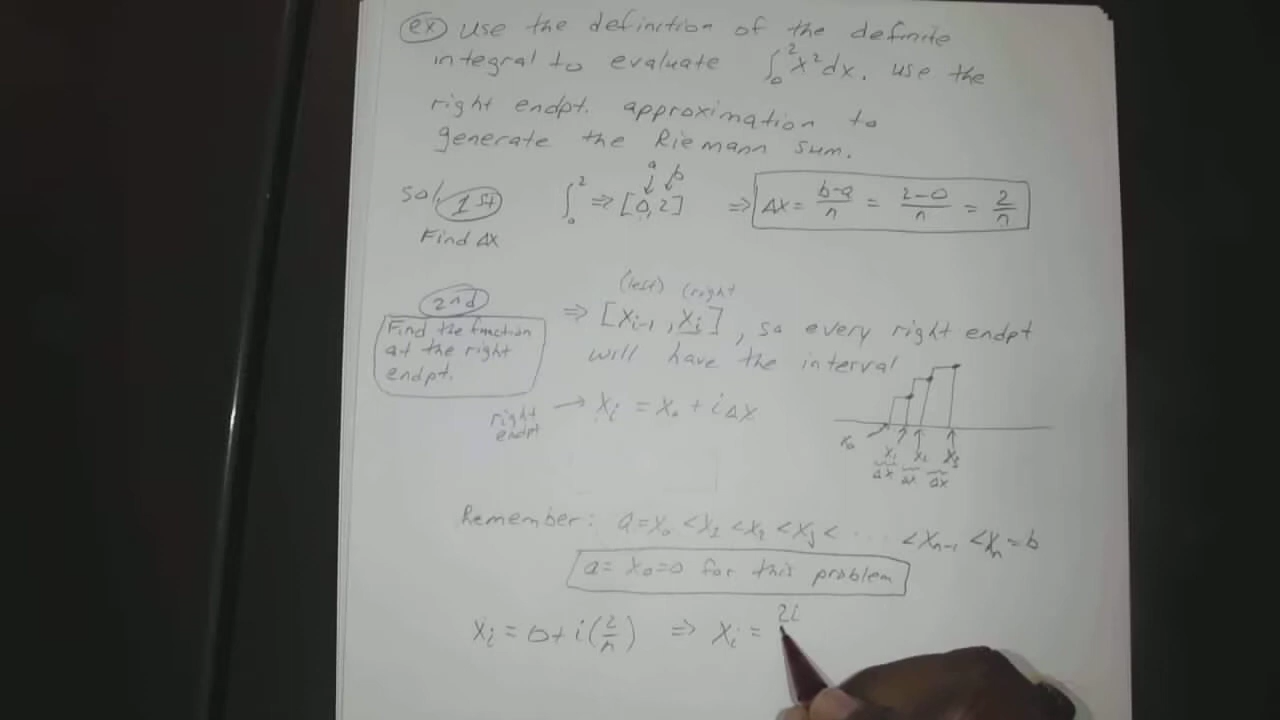 ex Use the definition of the definite
integral to evaluate ∫₀² x² dx. Use the
right endpt. approximation to
generate the Riemann sum.
a b
sol. 1st ∫₀² ⇒ [0,2] ⇒ Δx = (b-a)/n = (2-0)/n = 2/n
Find Δx
(left) (right
2nd ⇒ [xᵢ₋₁, xᵢ], so every right endpt
Find the function
at the right
endpt.
will have the interval
right
endpt → xᵢ = x₀ + iΔx
x₀ x₁ x₂ x₃
Δx Δx Δx
Remember: a=x₀ <x₁ <x₂ <x₃ < ... <xₙ₋₁ <xₙ=b
a= x₀=0 for this problem
xᵢ = 0+ i(2/n) ⇒ xᵢ = 2i